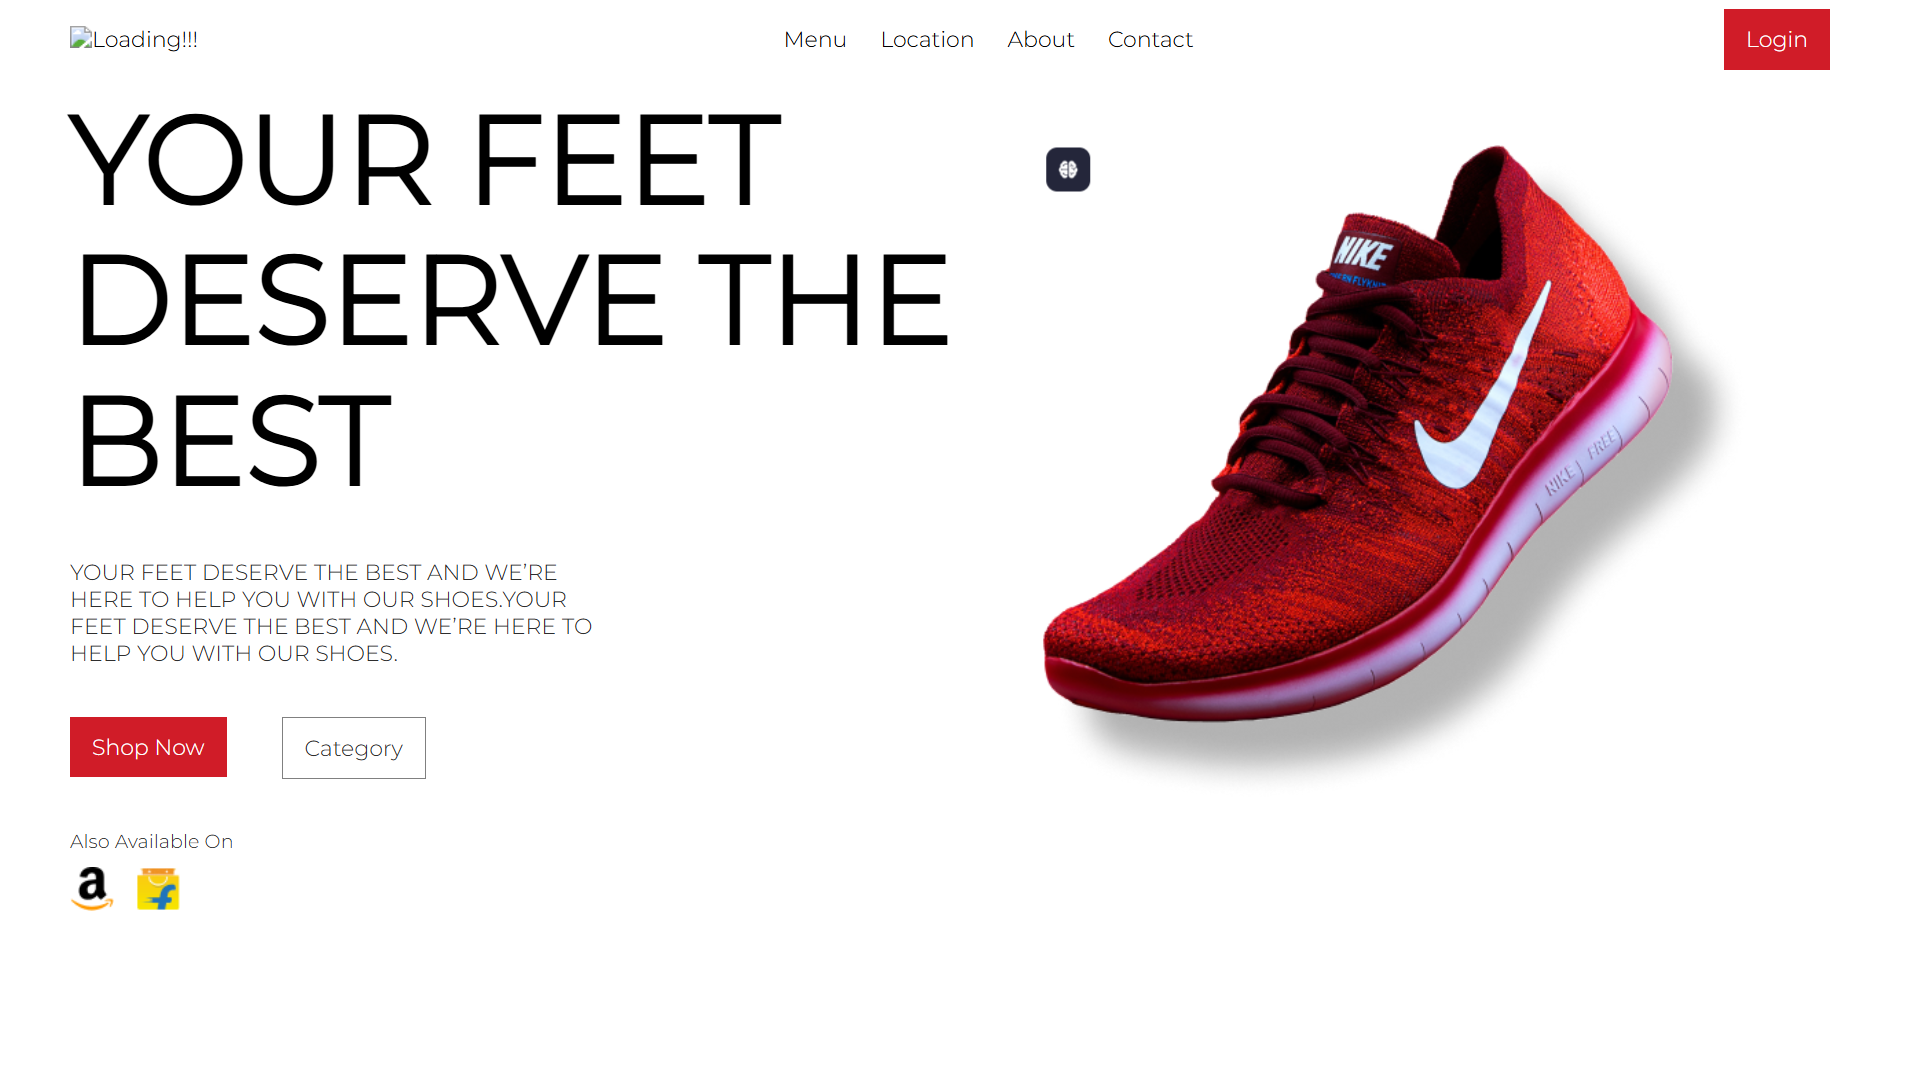 Loading!!!
Menu
Location
About
Contact
Login
YOUR FEET
DESERVE THE
BEST
YOUR FEET DESERVE THE BEST AND WE’RE
HERE TO HELP YOU WITH OUR SHOES.YOUR
FEET DESERVE THE BEST AND WE’RE HERE TO
HELP YOU WITH OUR SHOES.
Shop Now
Category
Also Available On
NIKE
NIKE FREE